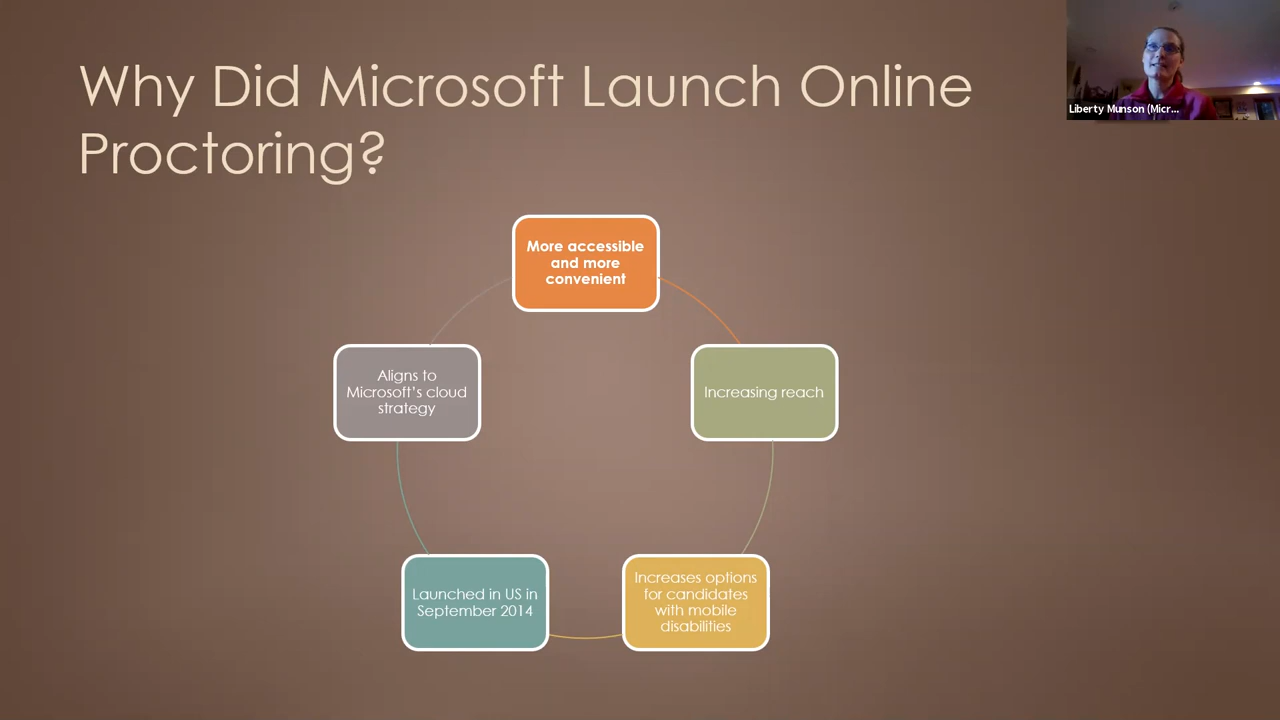 Why Did Microsoft Launch Online
Proctoring?
Liberty Munson (Micr...
More accessible
and more
convenient
Aligns to
Microsoft's cloud
strategy
Increasing reach
Launched in US in
September 2014
Increases options
for candidates
with mobile
disabilities